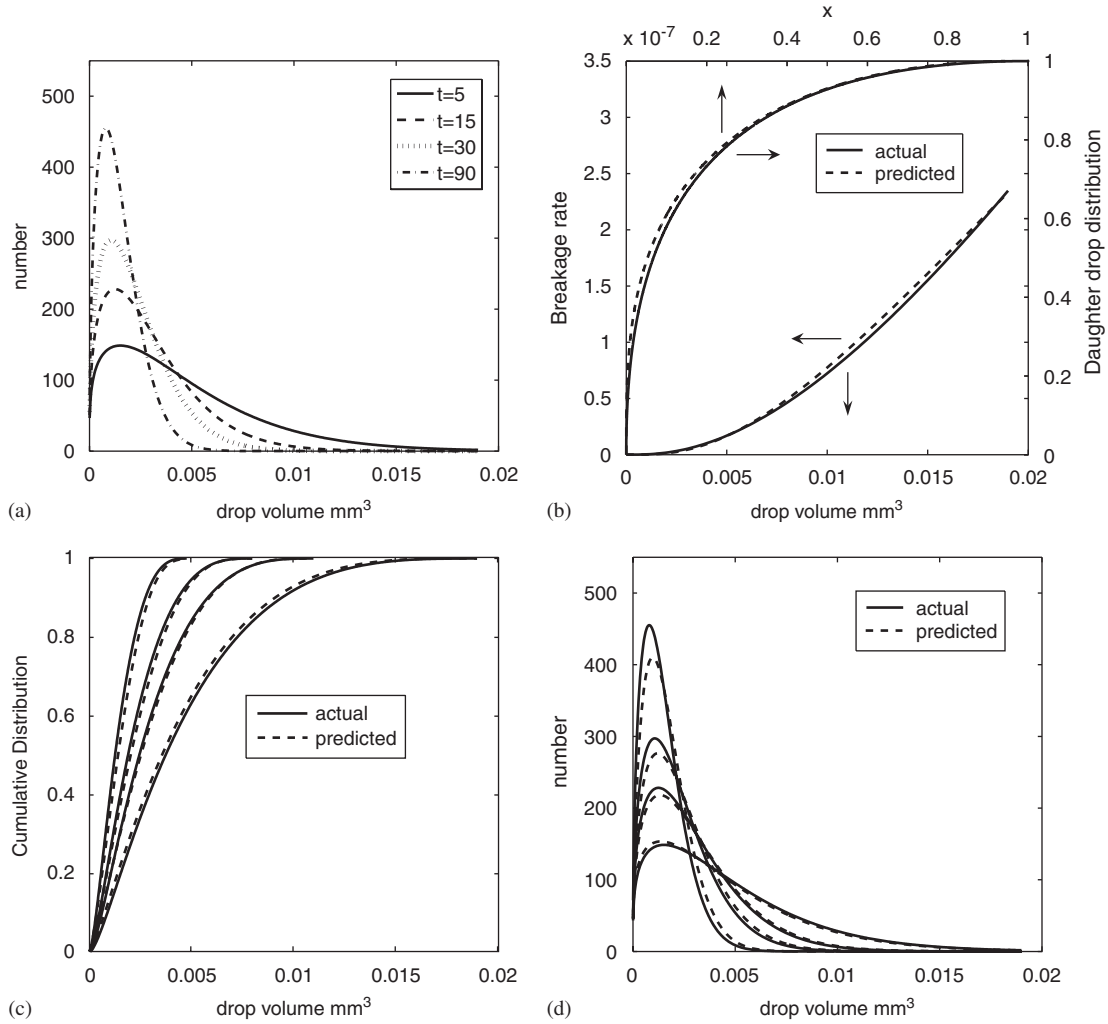 500
400
300
200
100
0
number
t=5
t=15
t=30
t=90
0
0.005
0.01
0.015
0.02
(a)
drop volume mm³
x
x 10⁻⁷
0.2
0.4
0.6
0.8
1
3.5
3
2.5
2
1.5
1
0.5
0
Breakage rate
actual
predicted
1
0.8
0.6
0.4
0.2
0
Daughter drop distribution
0
0.005
0.01
0.015
0.02
(b)
drop volume mm³
1
0.8
0.6
0.4
0.2
0
Cumulative Distribution
actual
predicted
0
0.005
0.01
0.015
0.02
(c)
drop volume mm³
500
400
300
200
100
0
number
actual
predicted
0
0.005
0.01
0.015
0.02
(d)
drop volume mm³